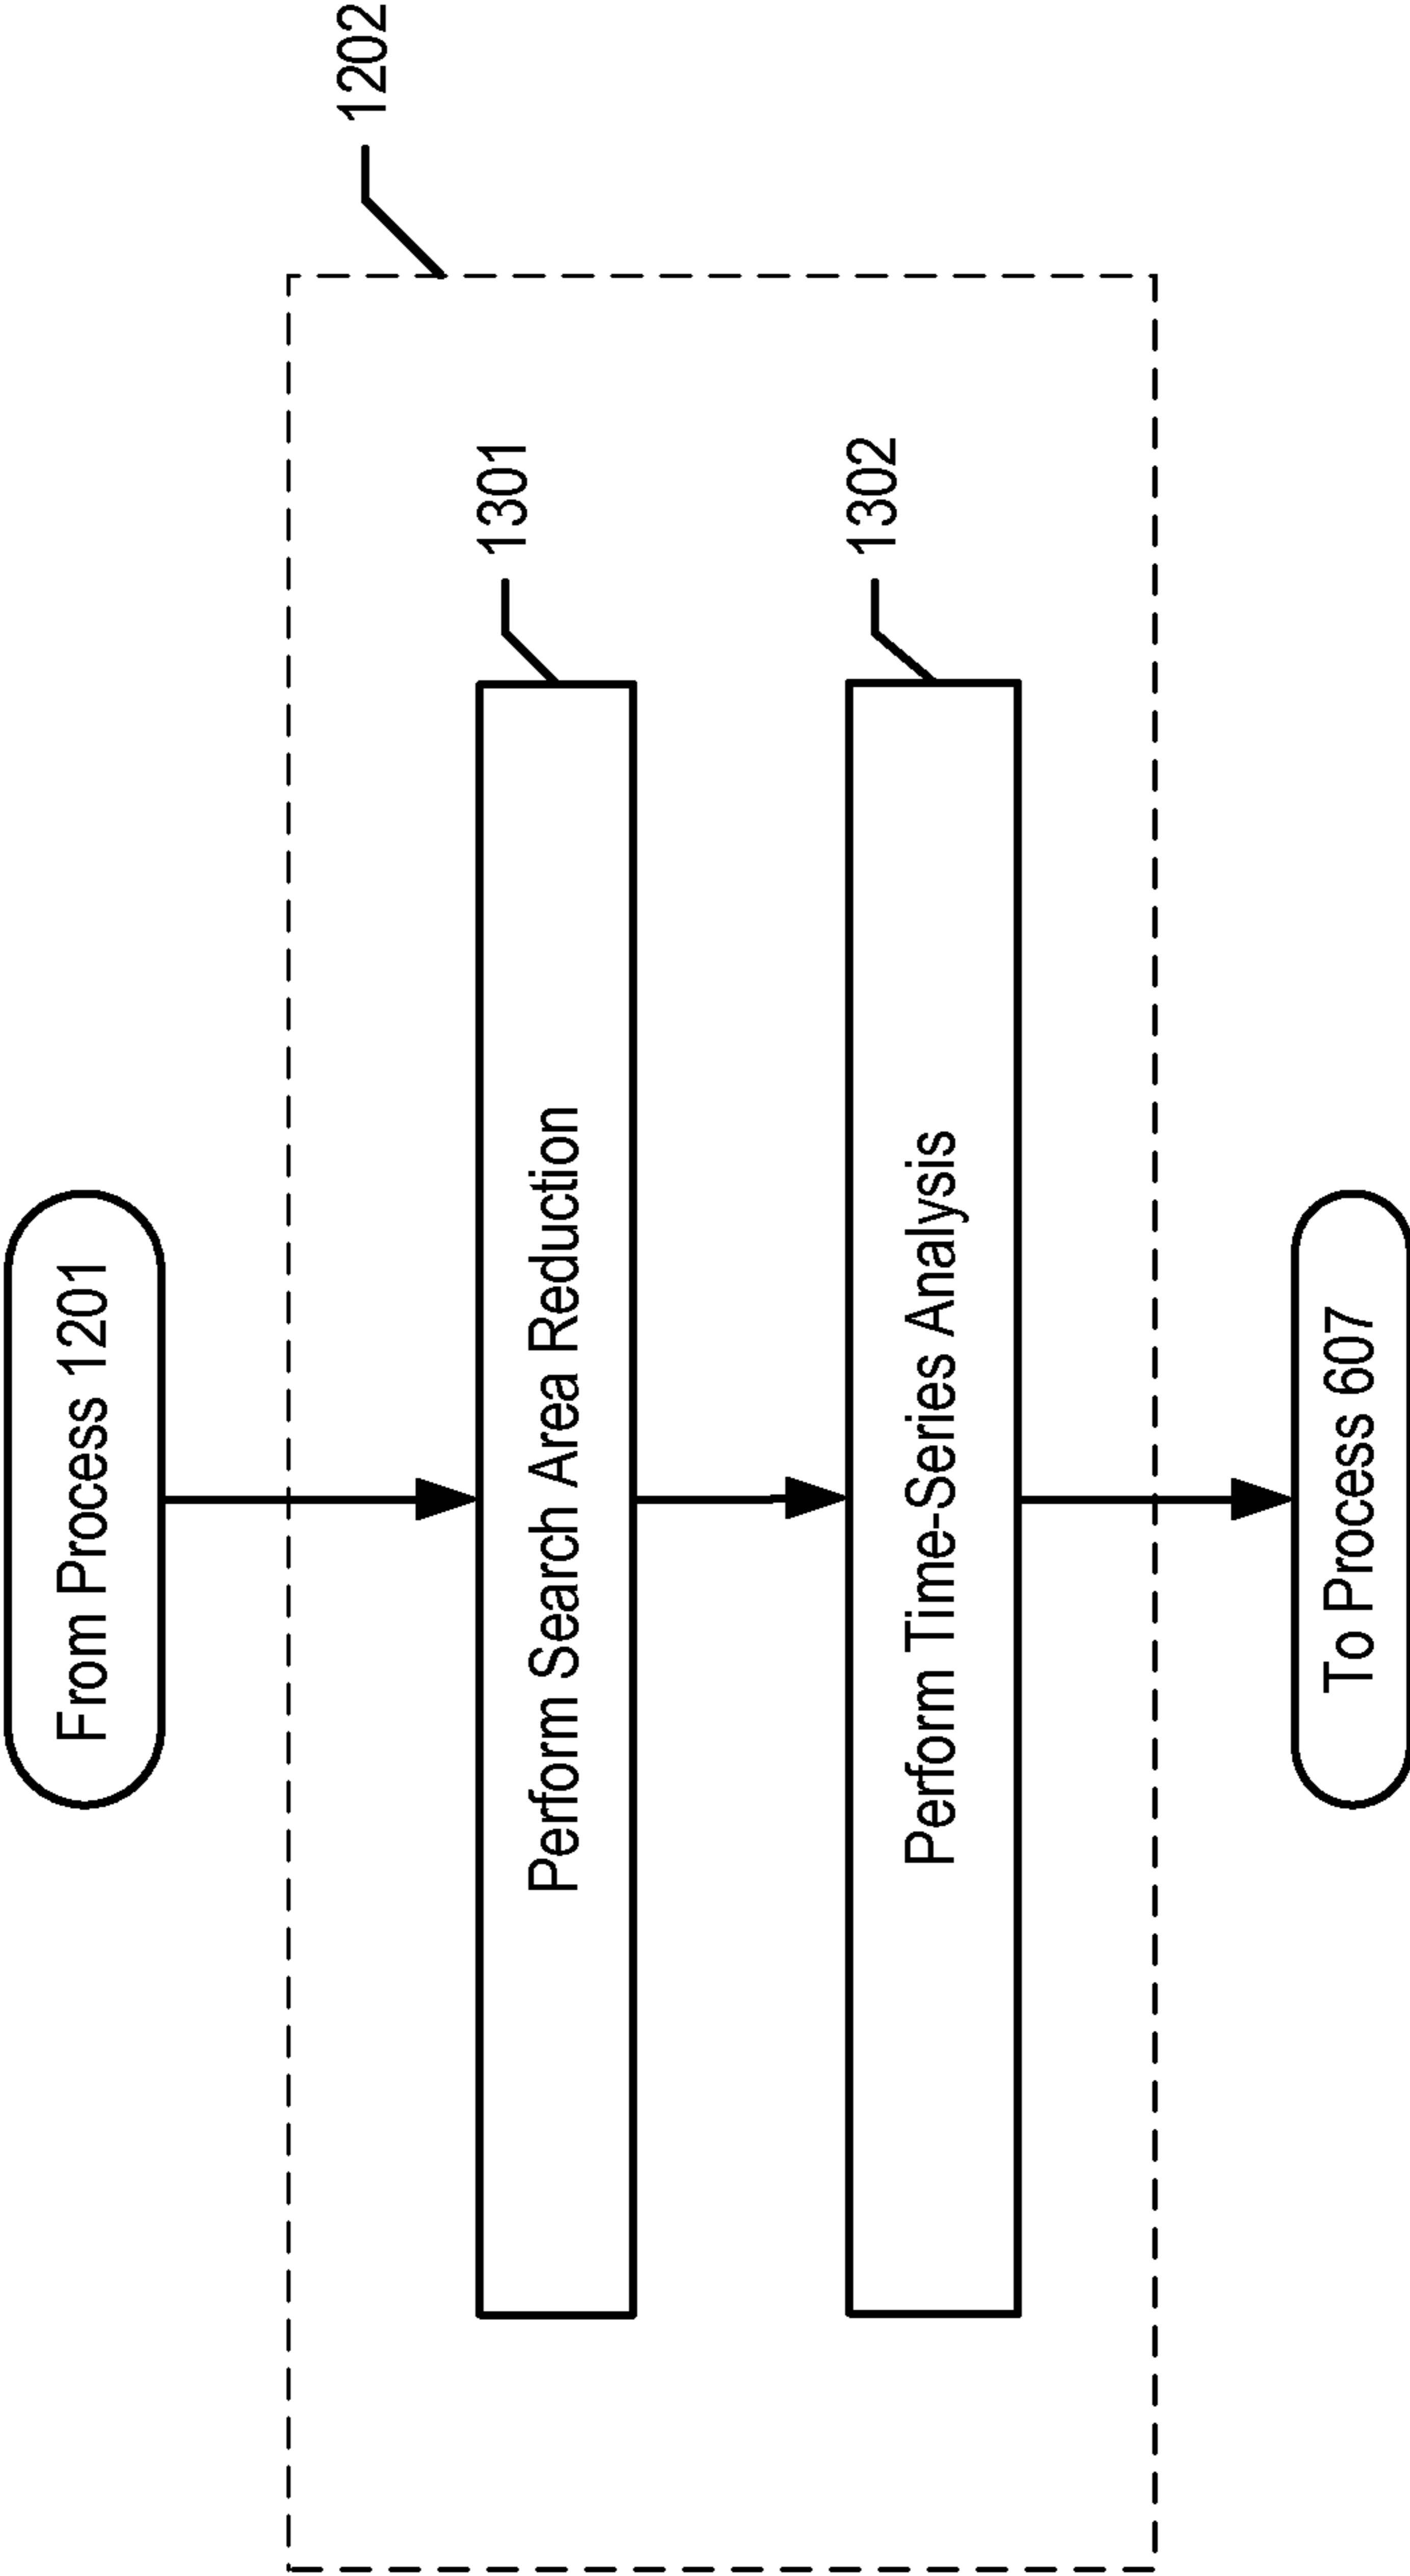 From Process 1201
1202
1301
Perform Search Area Reduction
1302
Perform Time-Series Analysis
To Process 607